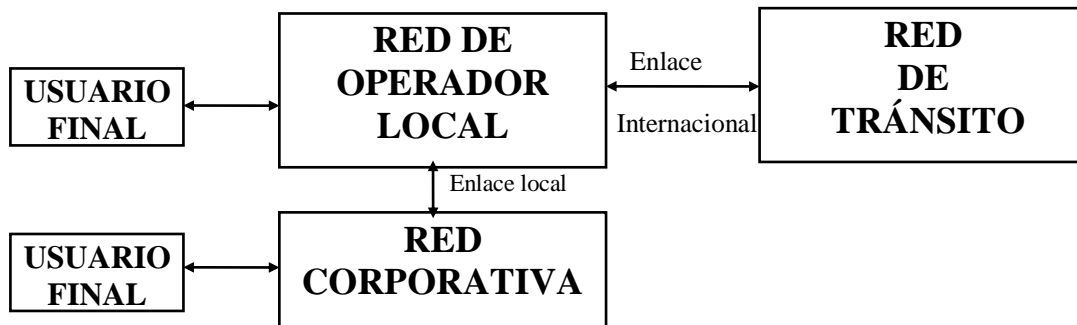 RED DE
OPERADOR
LOCAL
Enlace
Internacional
RED
DE
TRÁNSITO
USUARIO
FINAL
Enlace local
RED
CORPORATIVA
USUARIO
FINAL